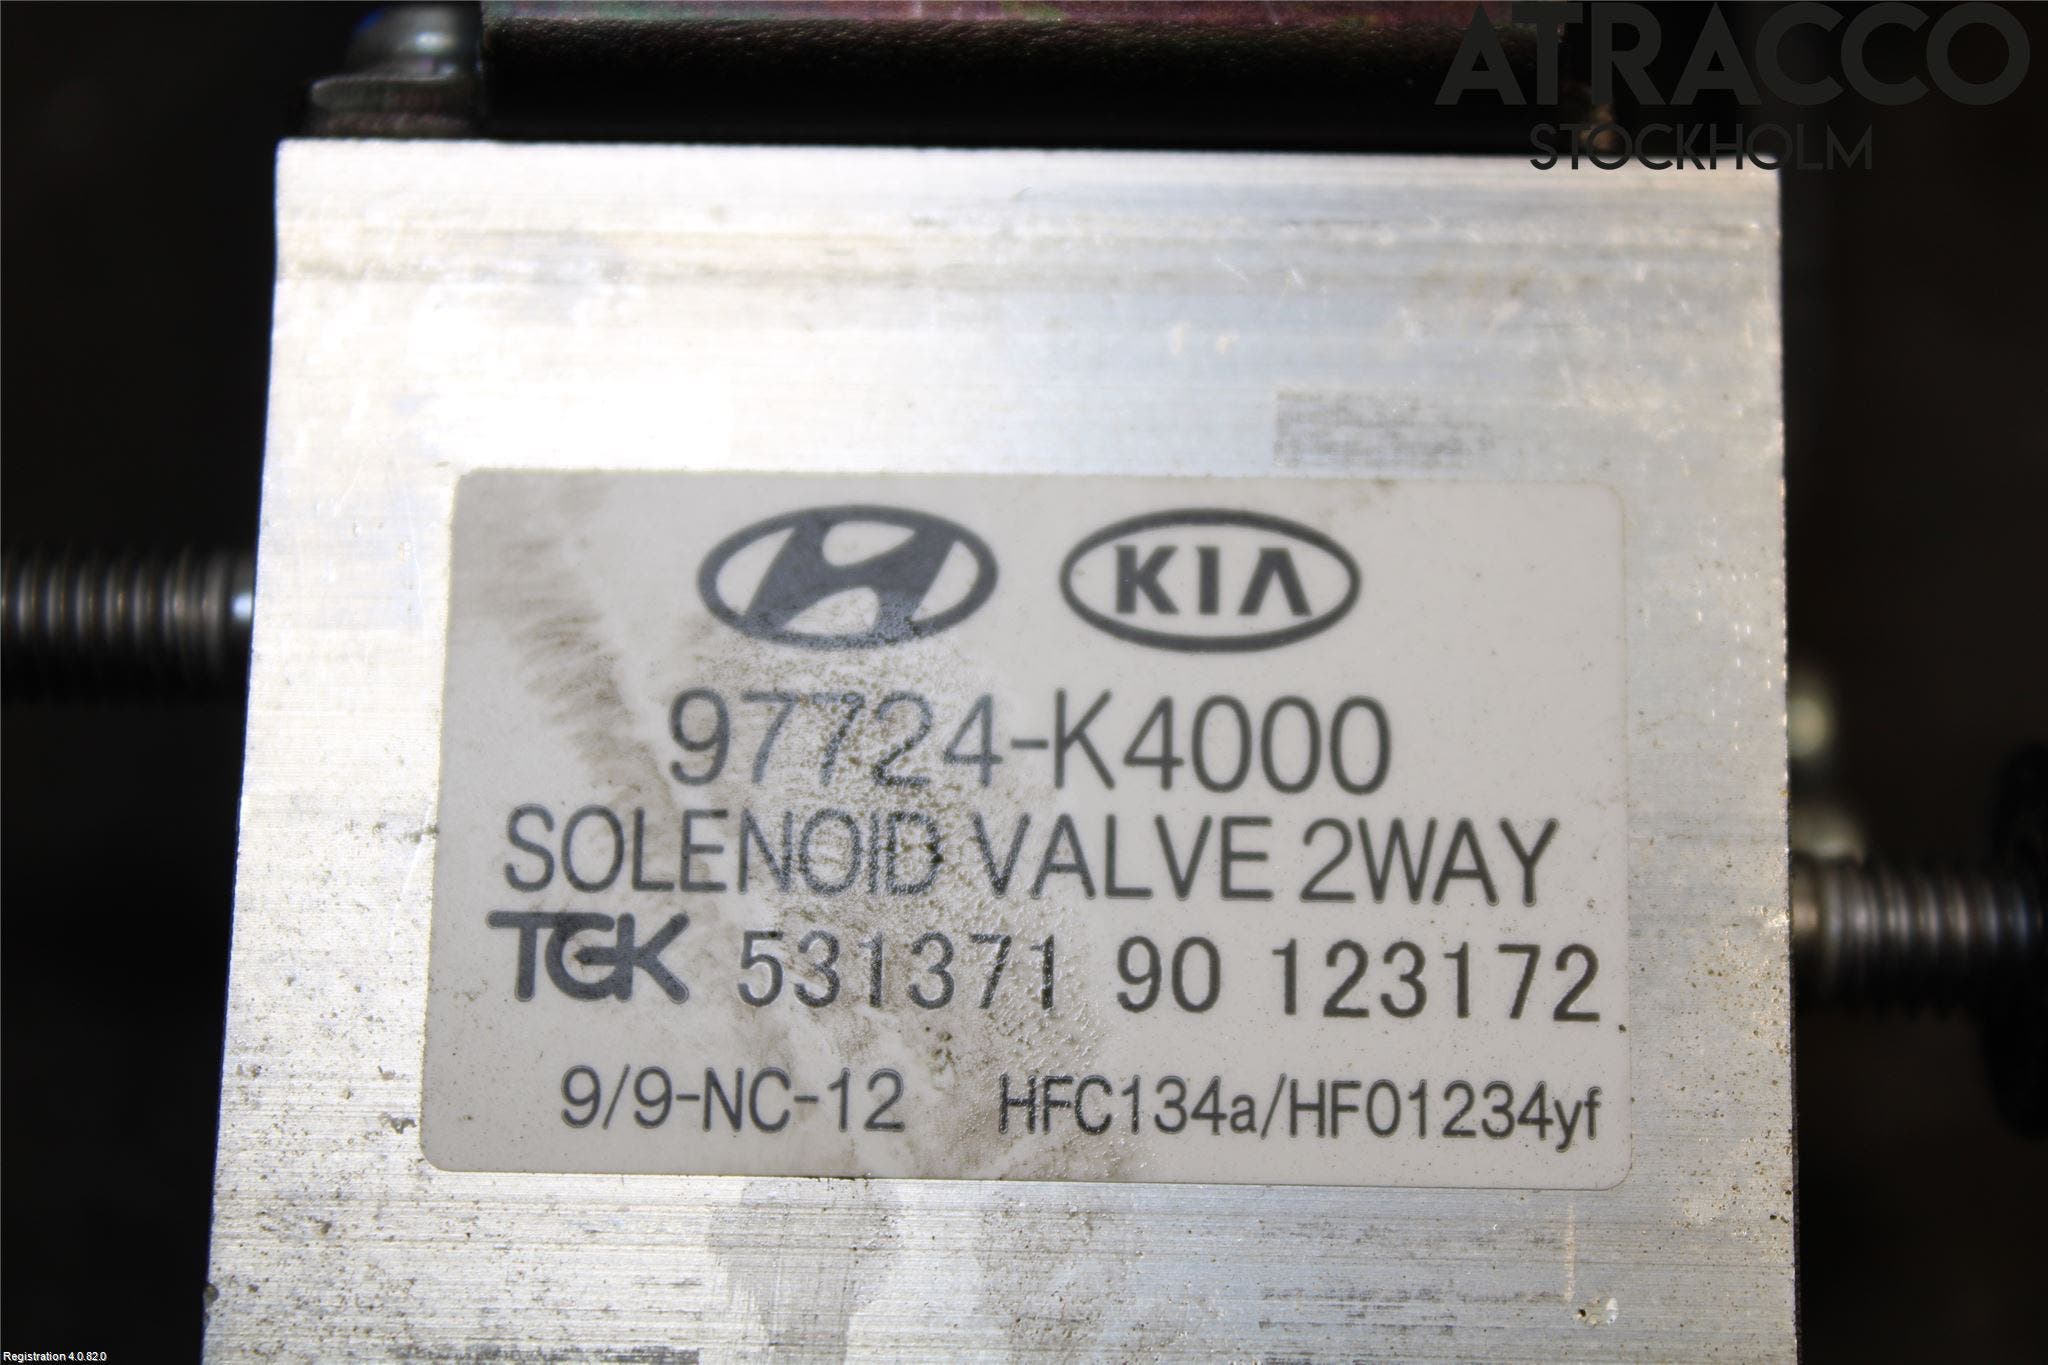 ATRACCO
STOCKHOLM
KIA
97724-K4000
SOLENOID VALVE 2WAY
TGK 531371 90 123172
9/9-NC-12 HFC134a/HFO1234yf
Registration 4.0.82.0